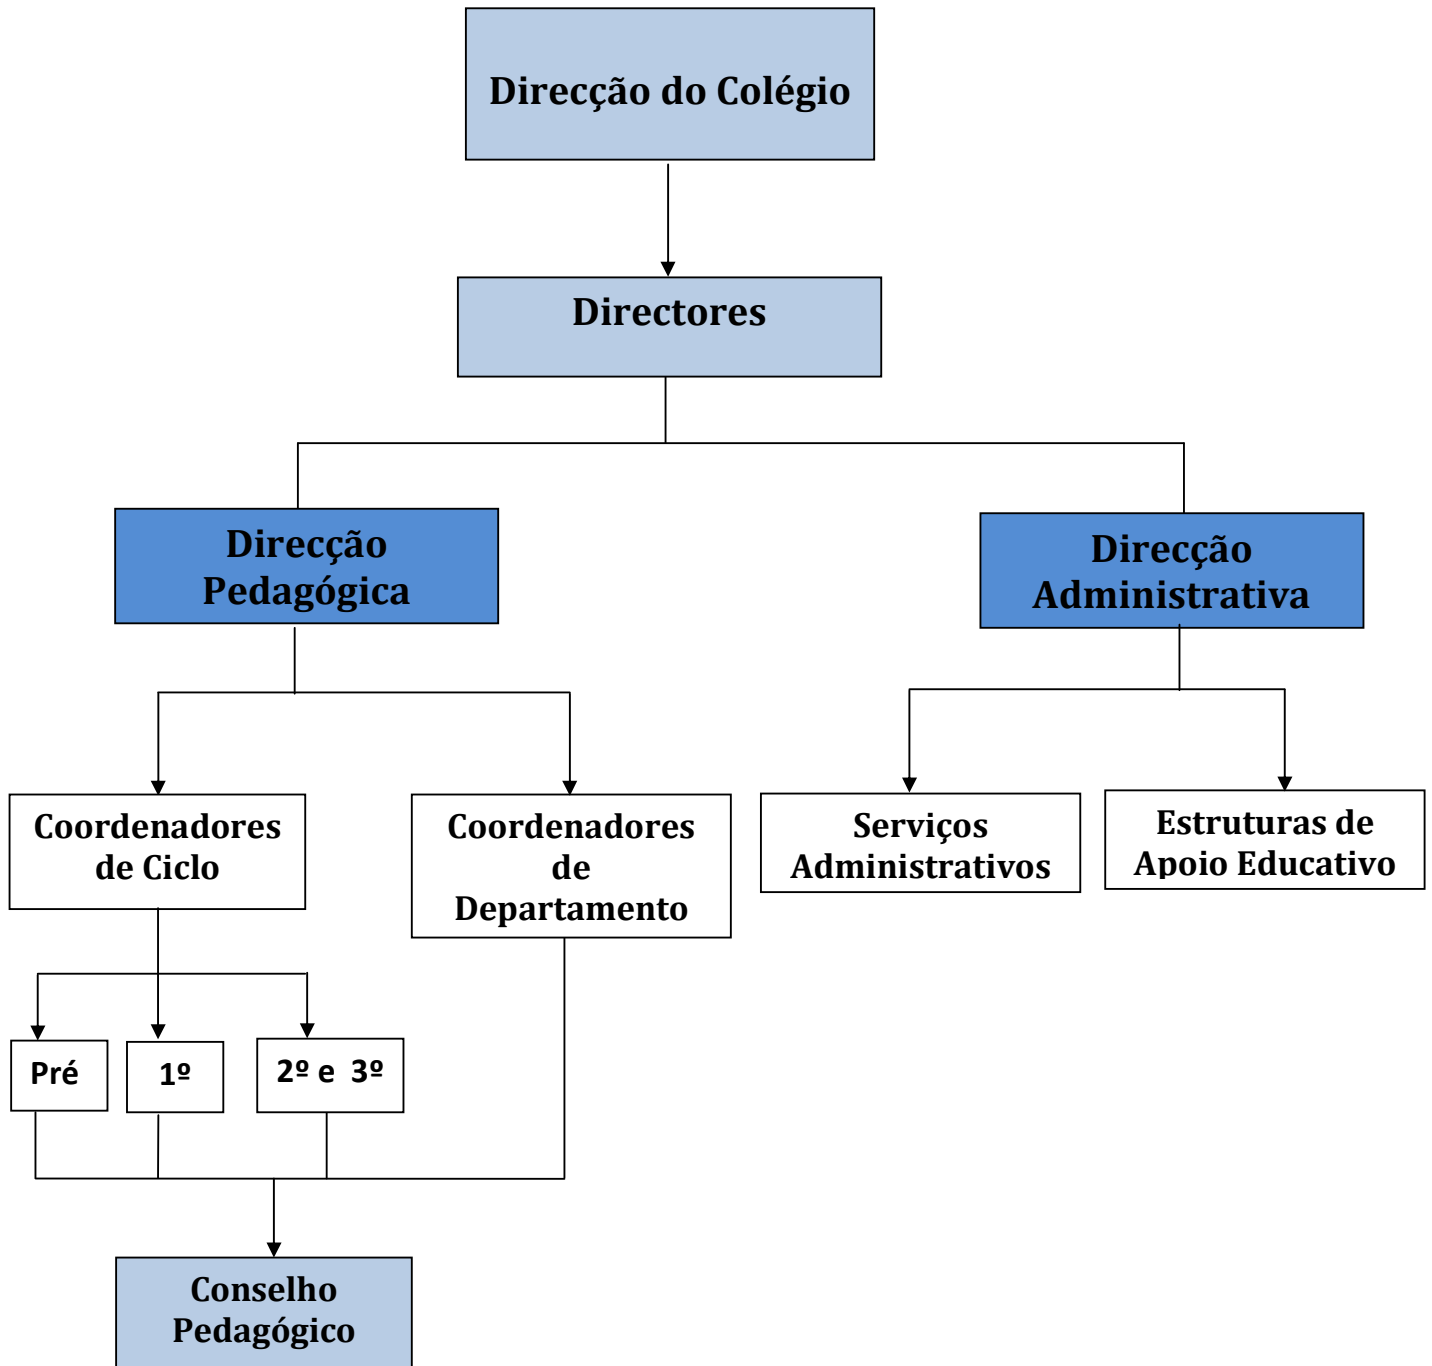 Direcção do Colégio
Directores
Direcção
Pedagógica
Direcção
Administrativa
Coordenadores
de Ciclo
Coordenadores
de
Departamento
Serviços
Administrativos
Estruturas de
Apoio Educativo
Pré
1º
2º e 3º
Conselho
Pedagógico